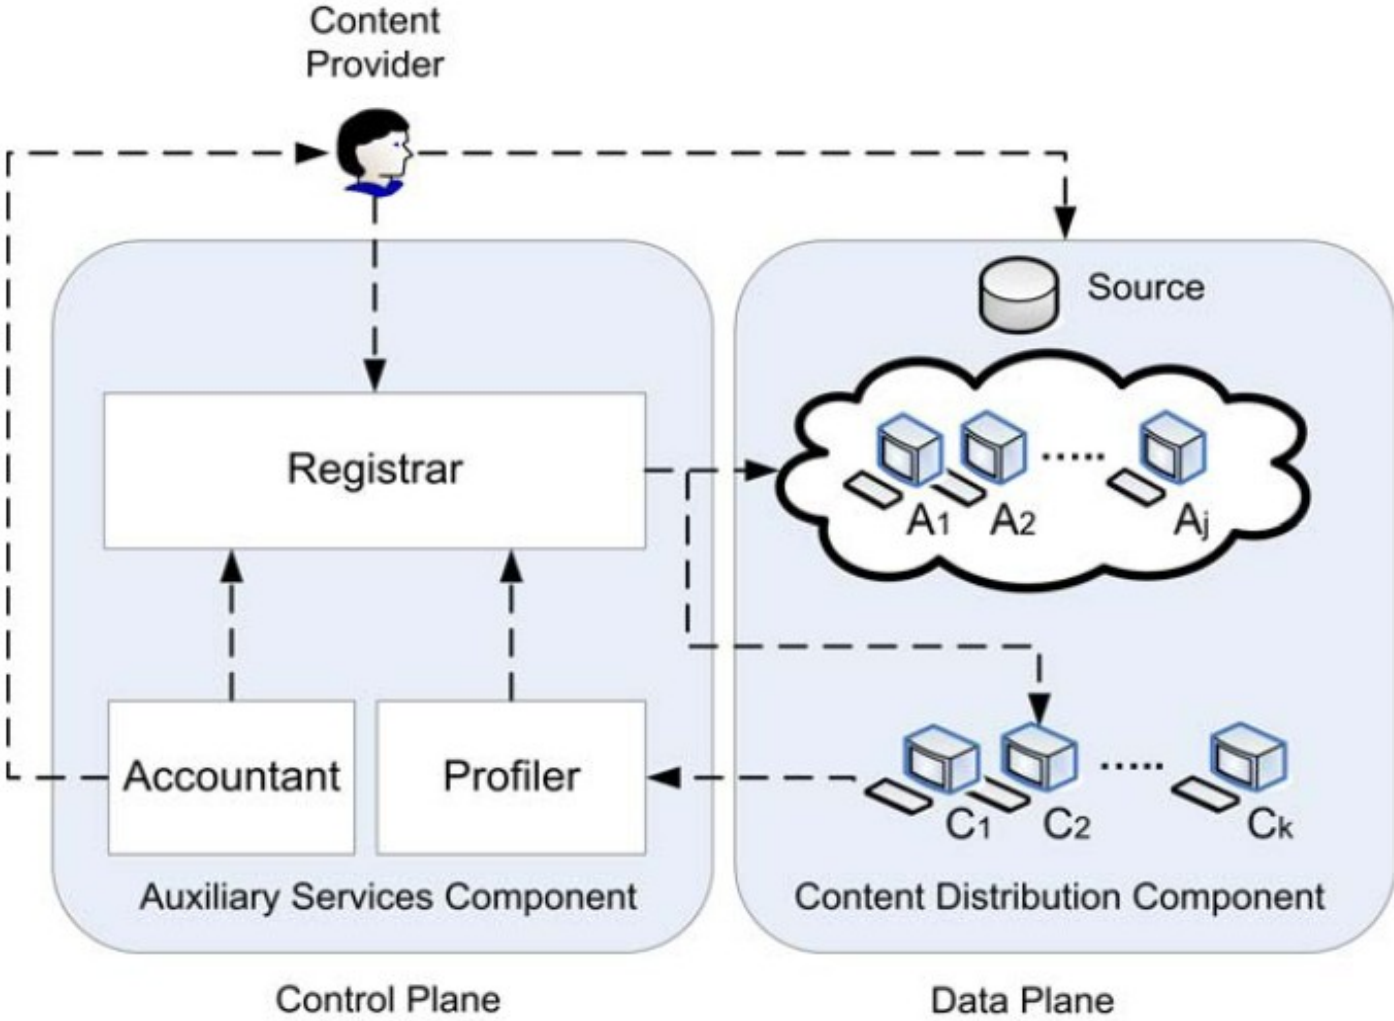 Content
Provider
Source
Registrar
A1 A2 ..... Aj
Accountant
Profiler
C1 C2 ..... Ck
Auxiliary Services Component
Content Distribution Component
Control Plane
Data Plane